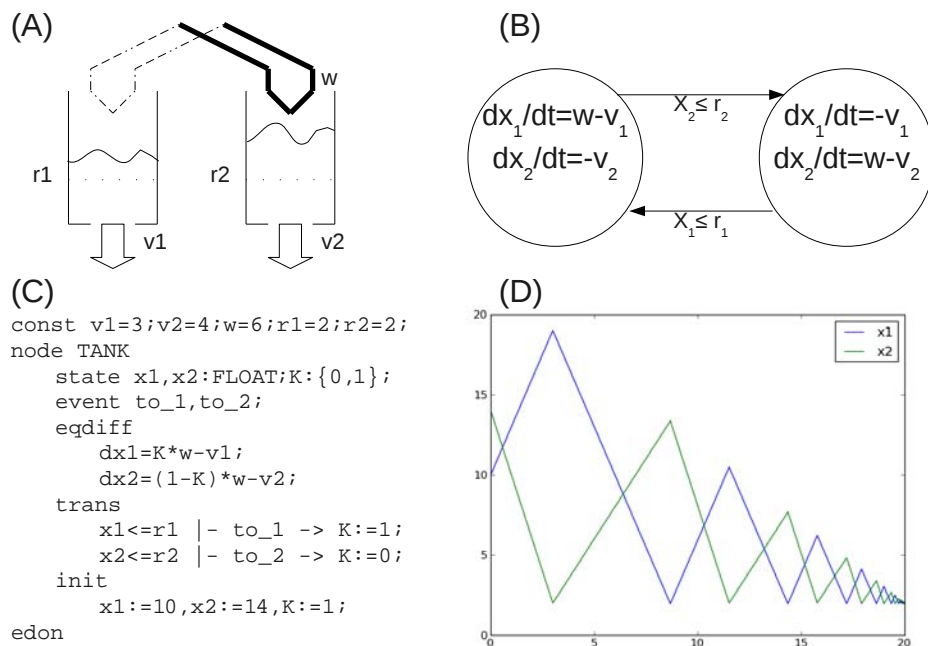 (A)
w
r1
r2
v1
v2
(B)
dx₁/dt=w-v₁
dx₂/dt=-v₂
X₂≤ r₂
dx₁/dt=-v₁
dx₂/dt=w-v₂
X₁≤ r₁
(C)
const v1=3;v2=4;w=6;r1=2;r2=2;
node TANK
state x1,x2:FLOAT;K:{0,1};
event to_1,to_2;
eqdiff
dx1=K*w-v1;
dx2=(1-K)*w-v2;
trans
x1<=r1 |- to_1 -> K:=1;
x2<=r2 |- to_2 -> K:=0;
init
x1:=10,x2:=14,K:=1;
edon
(D)
20
15
10
5
0
x1
x2
0 5 10 15 20